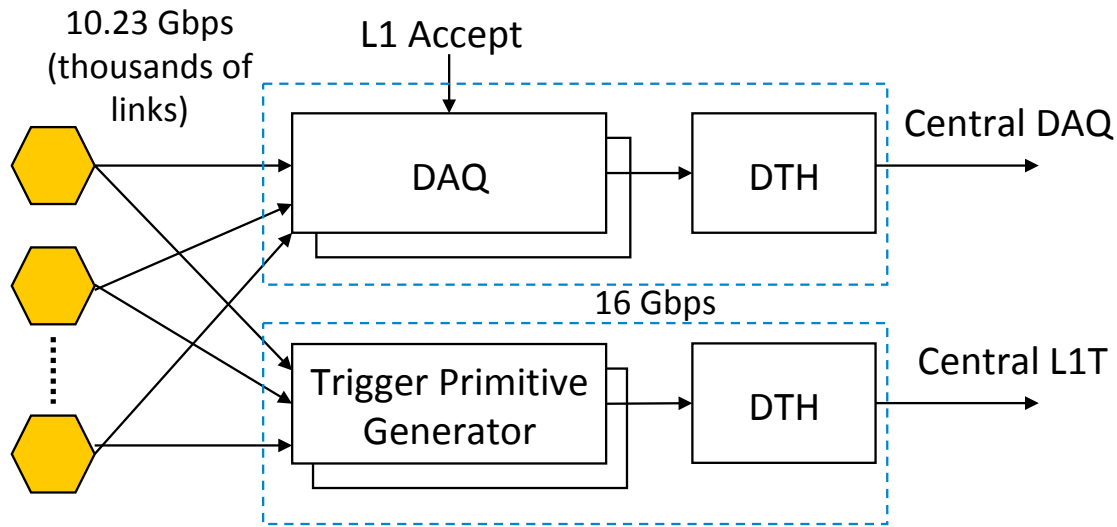 10.23 Gbps
(thousands of
links)
L1 Accept
DAQ
DTH
Central DAQ
16 Gbps
Trigger Primitive
Generator
DTH
Central L1T